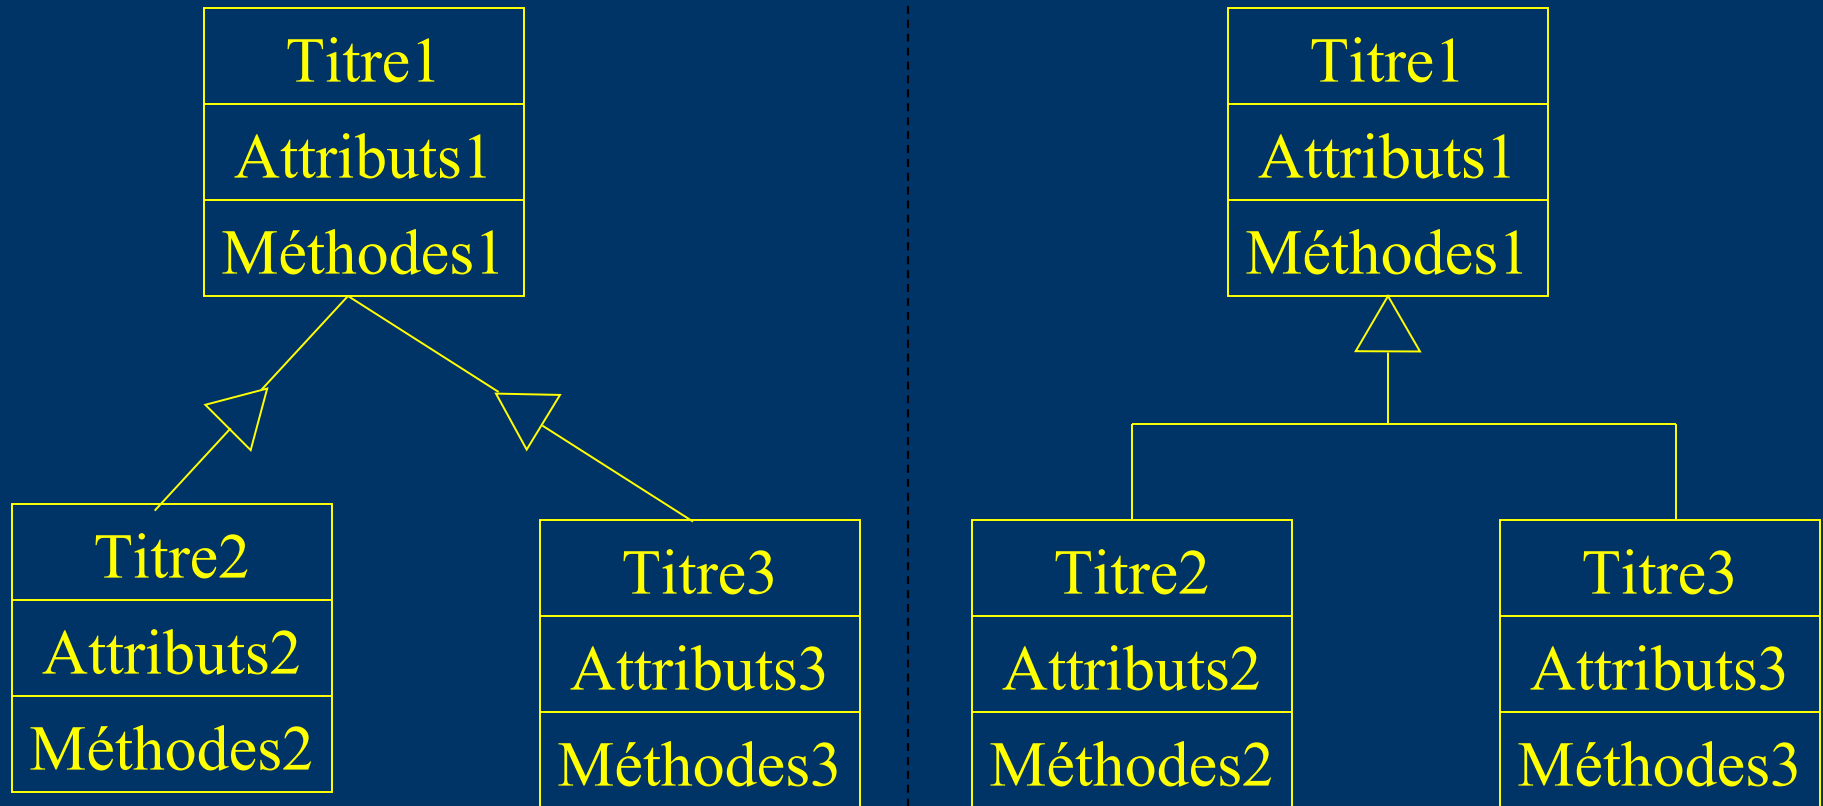 Titre1
Attributs1
Méthodes1
Titre2
Attributs2
Méthodes2
Titre3
Attributs3
Méthodes3
Titre1
Attributs1
Méthodes1
Titre2
Attributs2
Méthodes2
Titre3
Attributs3
Méthodes3